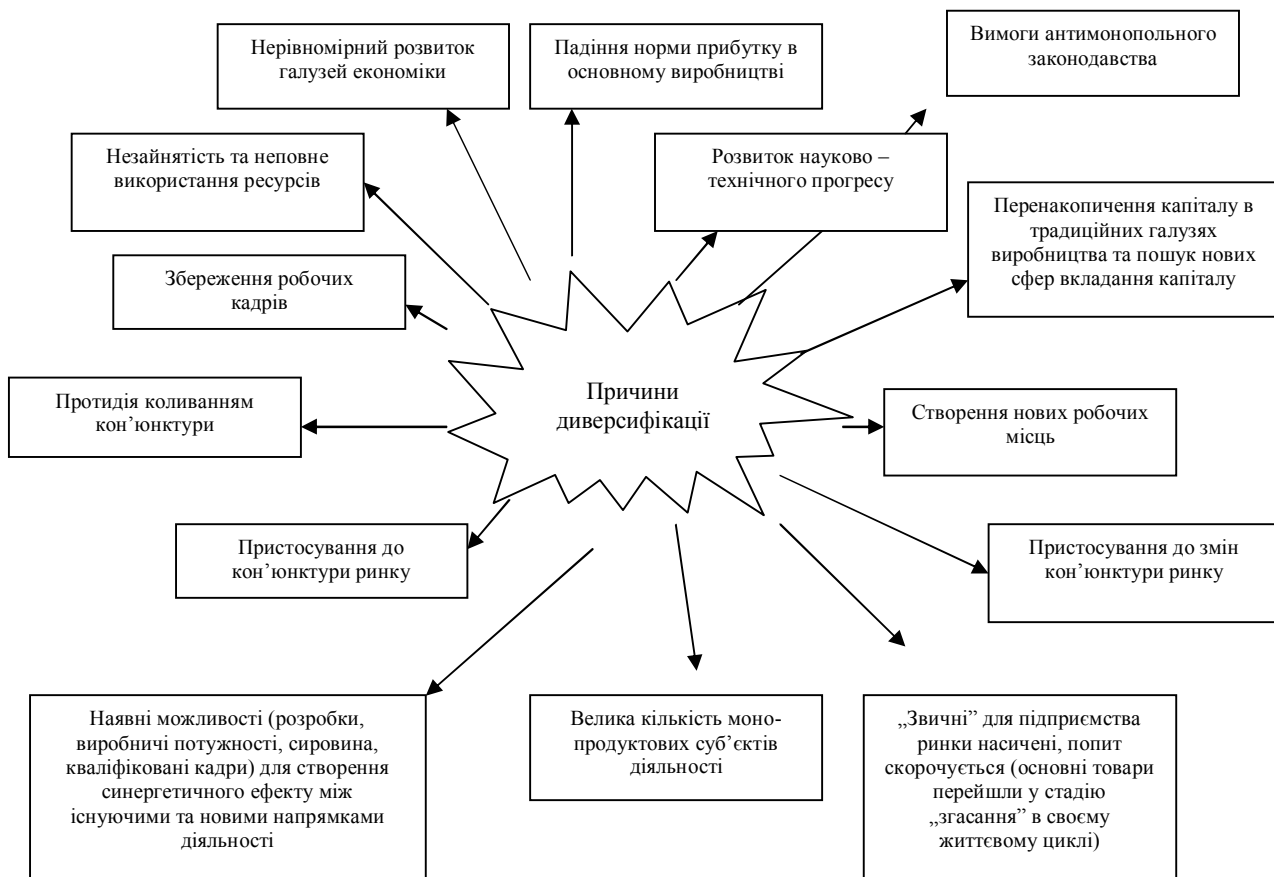 Нерівномірний розвиток
галузей економіки
Падіння норми прибутку в
основному виробництві
Вимоги антимонопольного
законодавства
Незайнятість та неповне
використання ресурсів
Розвиток науково –
технічного прогресу
Перенакопичення капіталу в
традиційних галузях
виробництва та пошук нових
сфер вкладання капіталу
Збереження робочих
кадрів
Причини
диверсифікації
Протидія коливанням
кон’юнктури
Створення нових робочих
місць
Пристосування до
кон’юнктури ринку
Пристосування до змін
кон’юнктури ринку
Наявні можливості (розробки,
виробничі потужності, сировина,
кваліфіковані кадри) для створення
синергетичного ефекту між
існуючими та новими напрямками
діяльності
Велика кількість моно-
продуктових суб’єктів
діяльності
„Звичні” для підприємства
ринки насичені, попит
скорочується (основні товари
перейшли у стадію
„згасання” в своєму
життєвому циклі)